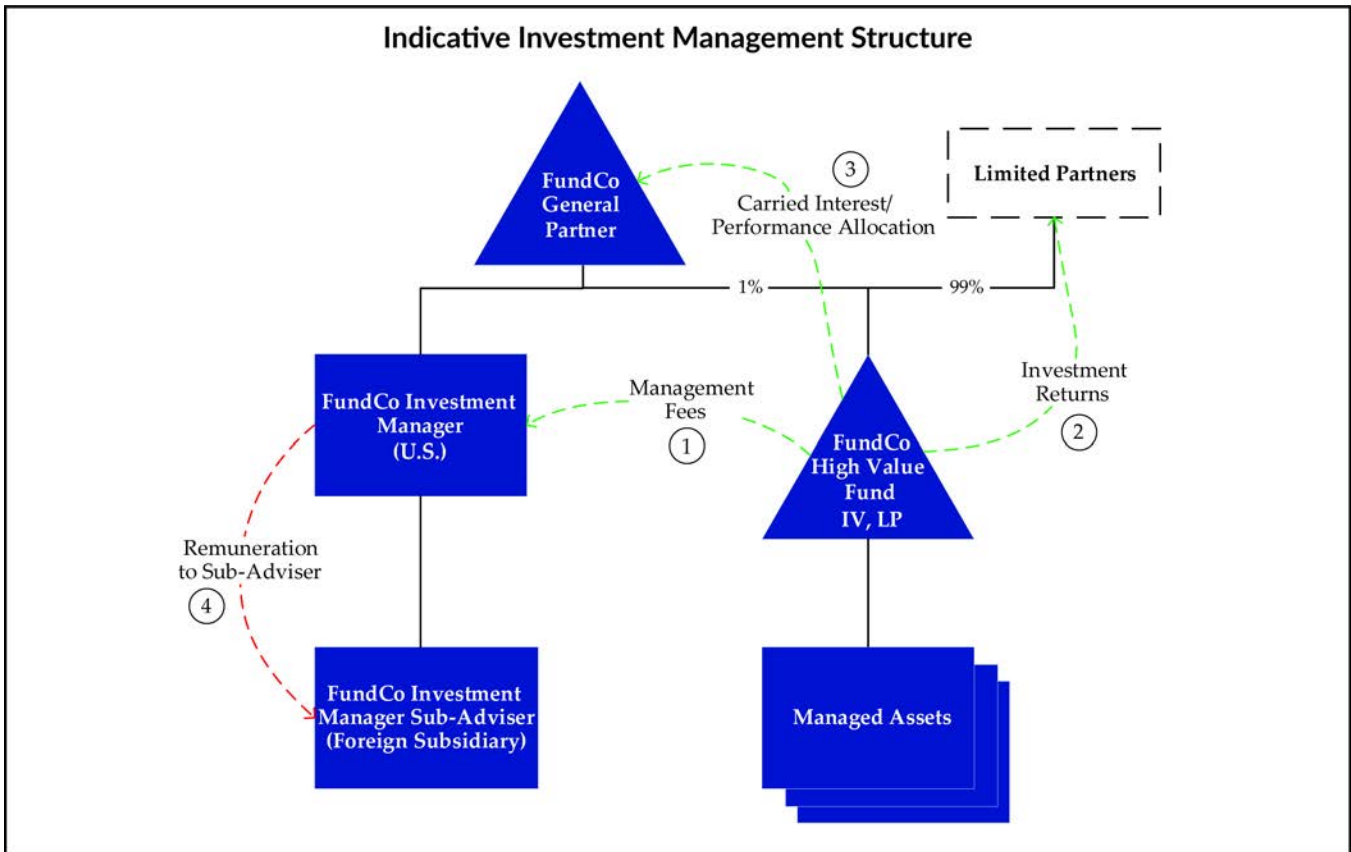 Indicative Investment Management Structure
FundCo
General
Partner
3
Carried Interest/
Performance Allocation
Limited Partners
1%
99%
FundCo Investment
Manager
(U.S.)
Management
Fees
1
Investment
Returns
2
FundCo
High Value
Fund
IV, LP
Remuneration
to Sub-Adviser
4
FundCo Investment
Manager Sub-Adviser
(Foreign Subsidiary)
Managed Assets